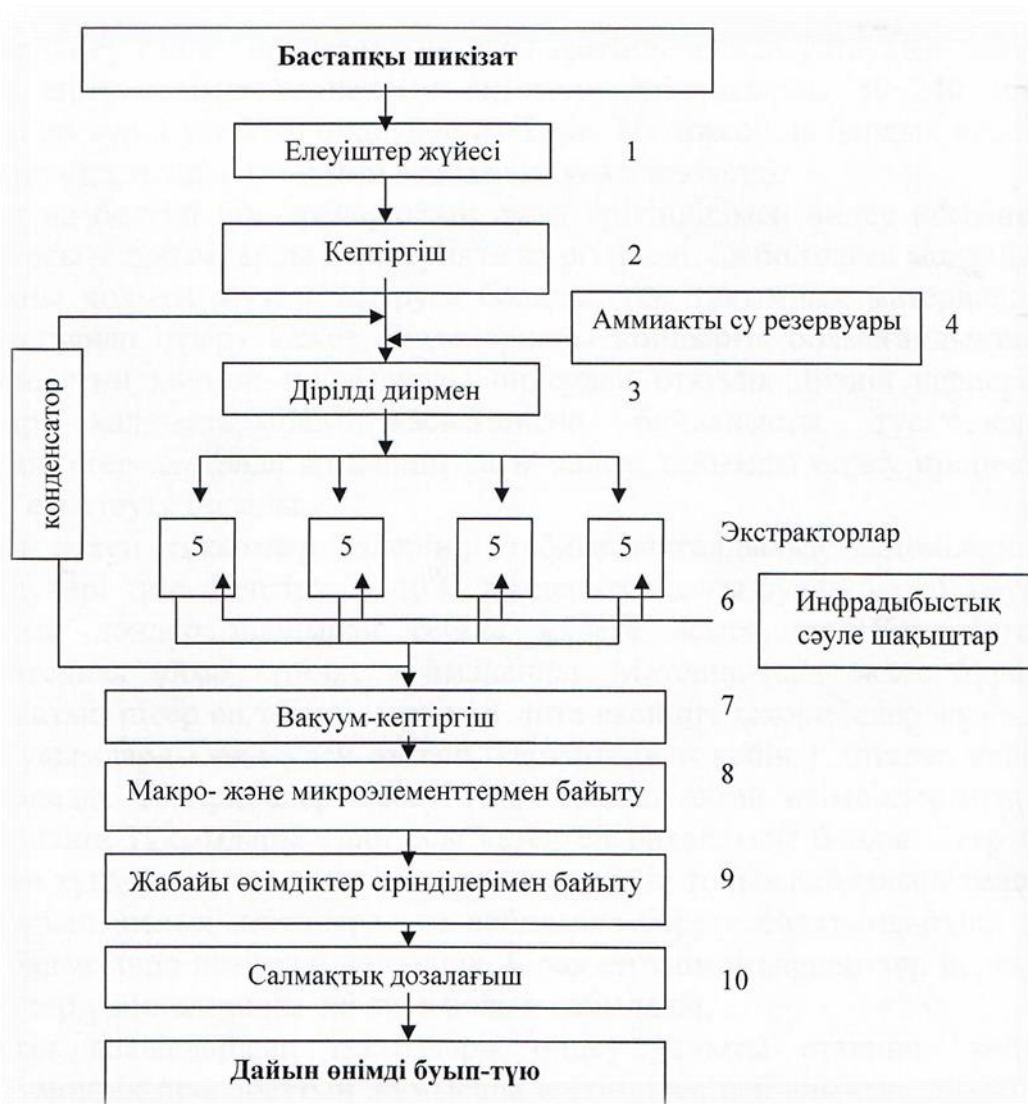 Бастапқы шикізат
Елеуіштер жүйесі 1
Кептіргіш 2
Аммиакты су резервуары 4
Дірілді диірмен 3
конденсатор
5 5 5 5
Экстракторлар
6 Инфрадыбыстық
сәуле шақыштар
Вакуум-кептіргіш 7
Макро- және микроэлементтермен байыту 8
Жабайы өсімдіктер сірінділерімен байыту 9
Салмақтық дозалағыш 10
Дайын өнімді буып-түю